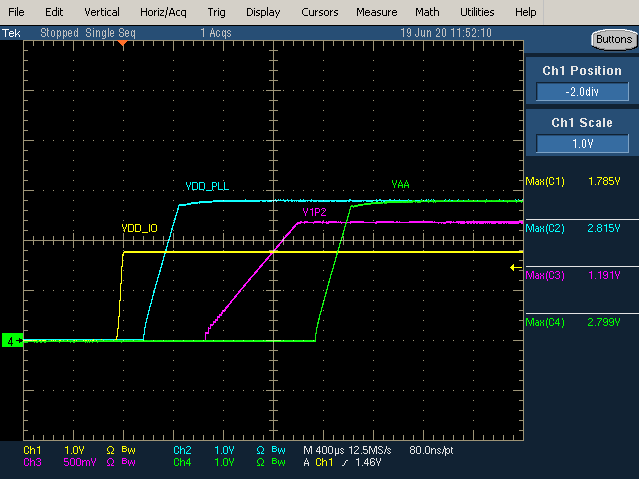 File Edit Vertical Horiz/Acq Trig Display Cursors Measure Math Utilities Help
Tek Stopped Single Seq 1 Acqs 19 Jun 20 11:52:10
Buttons
Ch1 Position
-2.0div
Ch1 Scale
1.0V
Max(C1) 1.785V
VDD_PLL
VAA
V1P2
Max(C2) 2.815V
VDD_IO
Max(C3) 1.191V
Max(C4) 2.799V
4
Ch1 1.0V Ω Bw Ch2 1.0V Ω Bw M 400µs 12.5MS/s 80.0ns/pt
Ch3 500mV Ω Bw Ch4 1.0V Ω Bw A Ch1 1.46V